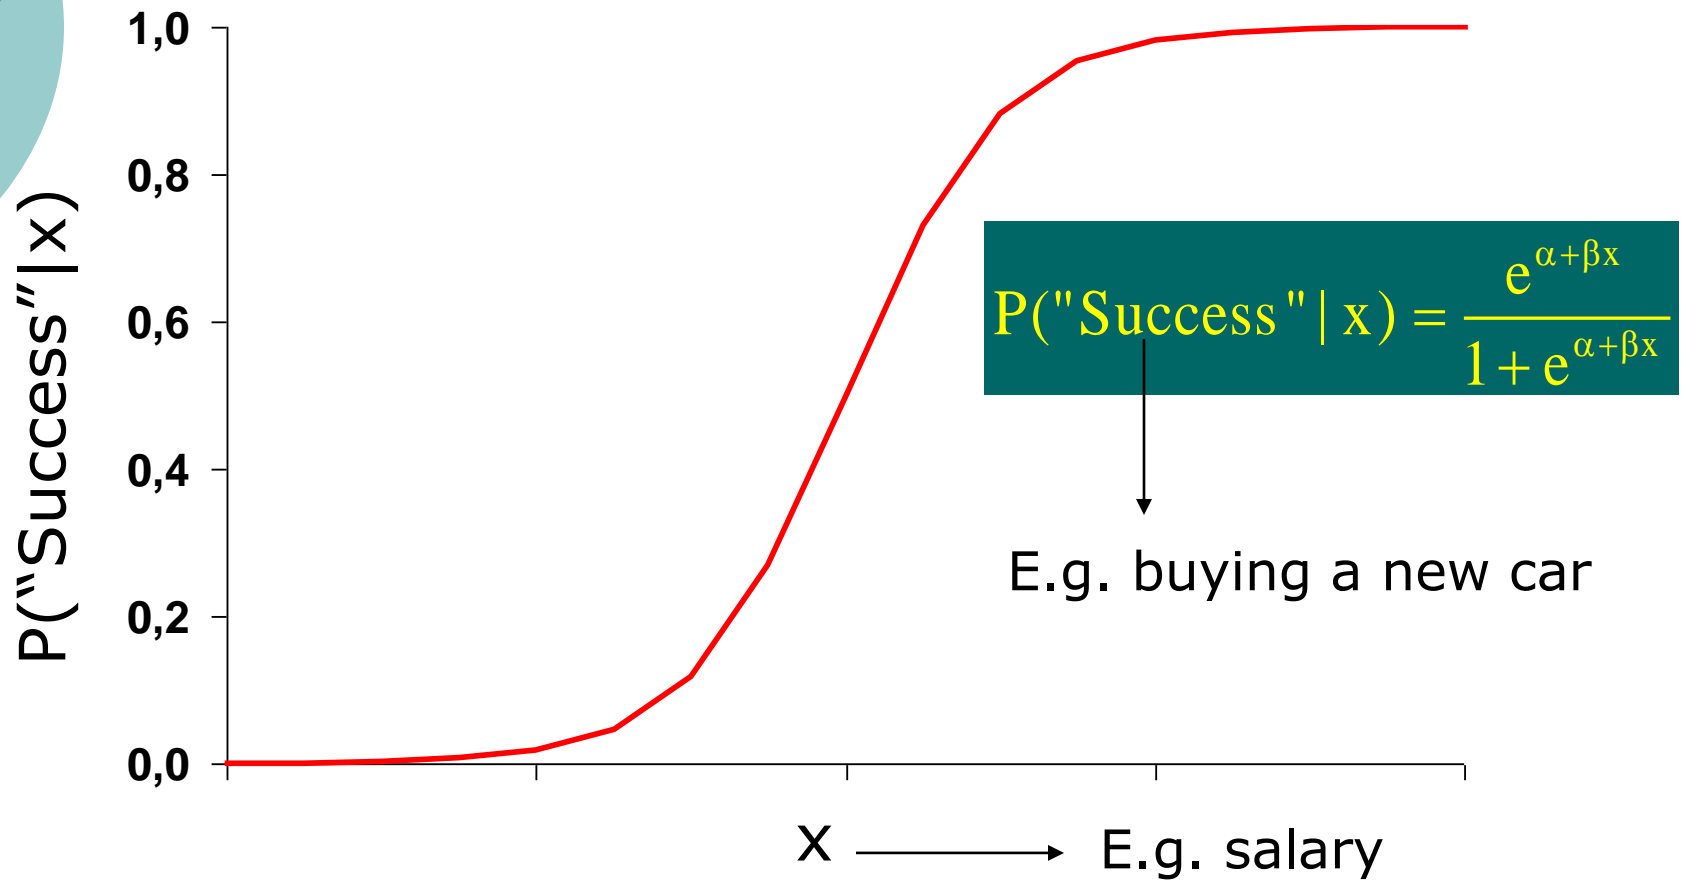 1,0
0,8
0,6
0,4
0,2
0,0
P(“Success”|x)
P("Success"| x) = e^{α+βx} / 1 + e^{α+βx}
E.g. buying a new car
x
E.g. salary